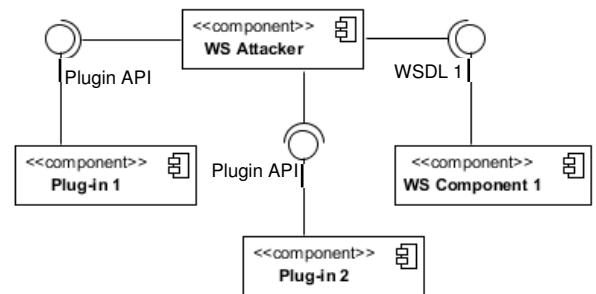 <<component>>
WS Attacker
Plugin API
WSDL 1
<<component>>
Plug-in 1
Plugin API
<<component>>
WS Component 1
<<component>>
Plug-in 2